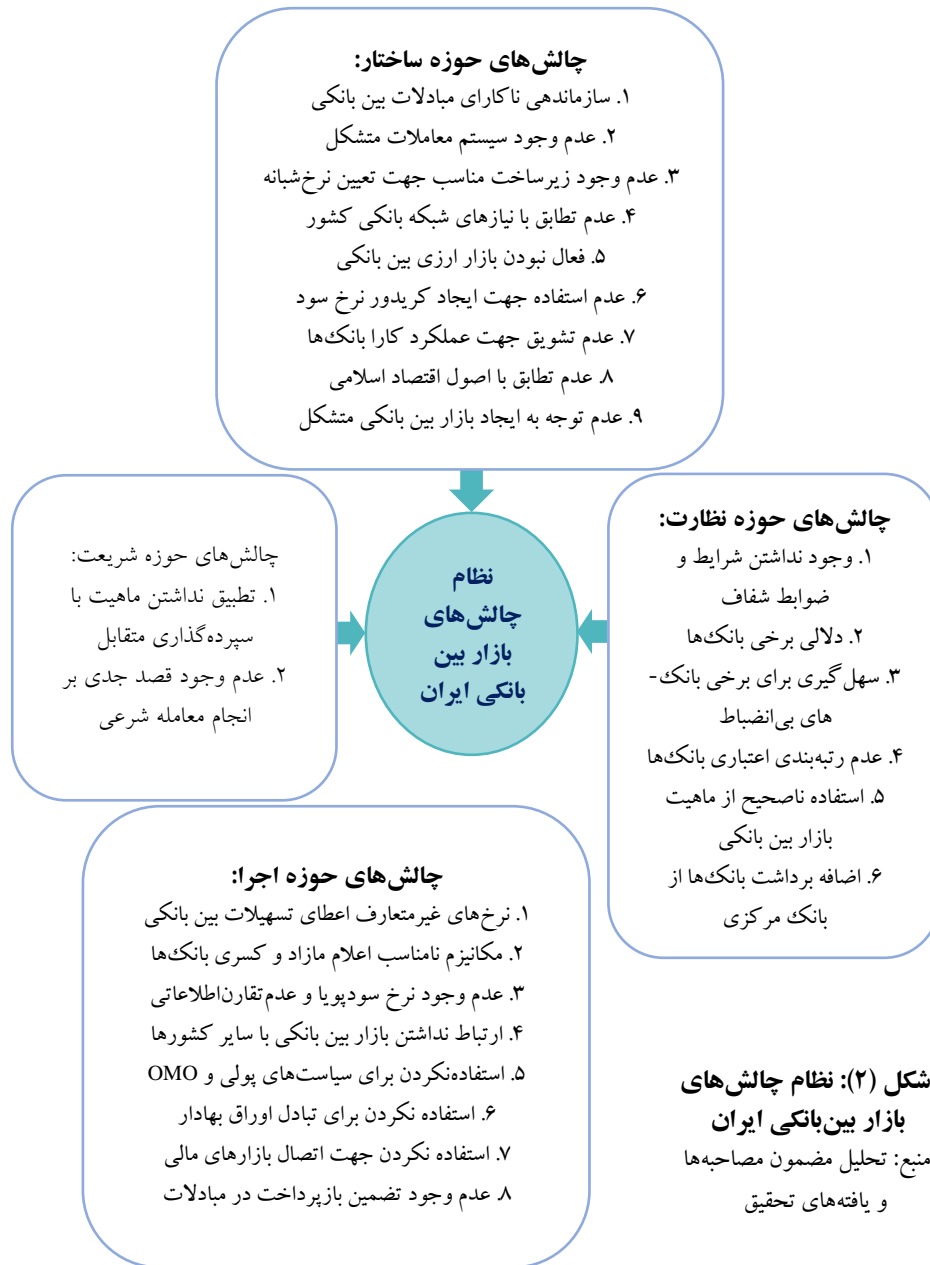 چالش‌های حوزه ساختار:
۱. سازماندهی ناکارای مبادلات بین بانکی
۲. عدم وجود سیستم معاملات متشکل
۳. عدم وجود زیرساخت مناسب جهت تعیین نرخ‌شبانه
۴. عدم تطابق با نیازهای شبکه بانکی کشور
۵. فعال نبودن بازار ارزی بین بانکی
۶. عدم استفاده جهت ایجاد کریدور نرخ سود
۷. عدم تشویق جهت عملکرد کارا بانک‌ها
۸. عدم تطابق با اصول اقتصاد اسلامی
۹. عدم توجه به ایجاد بازار بین بانکی متشکل
چالش‌های حوزه نظارت:
۱. وجود نداشتن شرایط و
ضوابط شفاف
۲. دلالی برخی بانک‌ها
۳. سهل‌گیری برای برخی بانک-
های بی‌انضباط
۴. عدم رتبه‌بندی اعتباری بانک‌ها
۵. استفاده ناصحیح از ماهیت
بازار بین بانکی
۶. اضافه برداشت بانک‌ها از
بانک مرکزی
نظام
چالش‌های
بازار بین
بانکی ایران
چالش‌های حوزه شریعت:
۱. تطبیق نداشتن ماهیت با
سپرده‌گذاری متقابل
۲. عدم وجود قصد جدی بر
انجام معامله شرعی
چالش‌های حوزه اجرا:
۱. نرخ‌های غیرمتعارف اعطای تسهیلات بین بانکی
۲. مکانیزم نامناسب اعلام مازاد و کسری بانک‌ها
۳. عدم وجود نرخ سودپویا و عدم‌تقارن‌اطلاعاتی
۴. ارتباط نداشتن بازار بین بانکی با سایر کشورها
۵. استفاده‌نکردن برای سیاست‌های پولی و OMO
۶. استفاده نکردن برای تبادل اوراق بهادار
۷. استفاده نکردن جهت اتصال بازارهای مالی
۸. عدم وجود تضمین بازپرداخت در مبادلات
شکل (۲): نظام چالش‌های
بازار بین‌بانکی ایران
منبع: تحلیل مضمون مصاحبه‌ها
و یافته‌های تحقیق